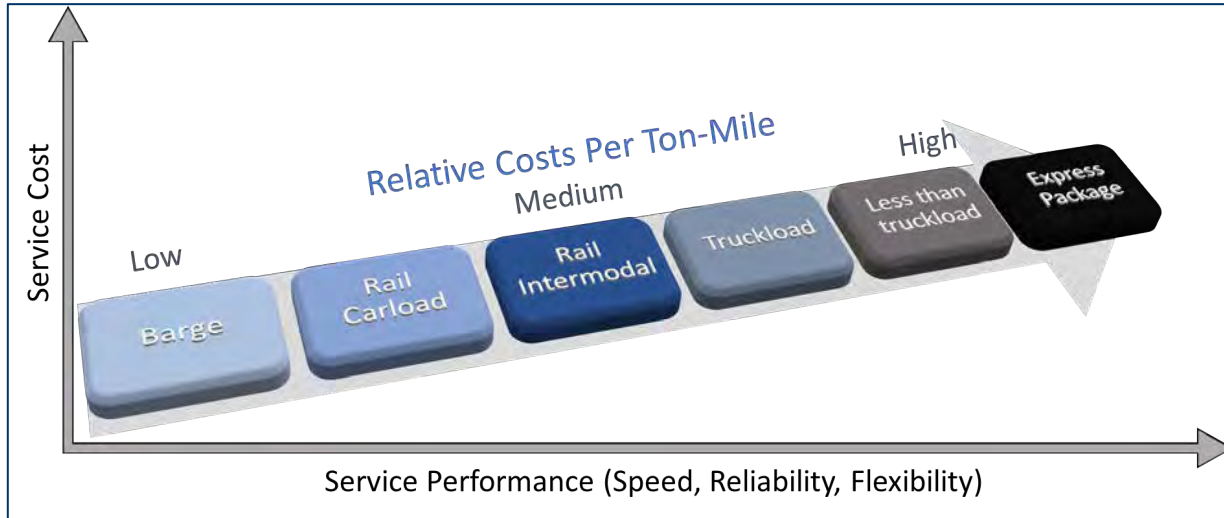 Service Cost
Relative Costs Per Ton-Mile
Low
Medium
High
Barge
Rail
Carload
Rail
Intermodal
Truckload
Less than
truckload
Express
Package
Service Performance (Speed, Reliability, Flexibility)